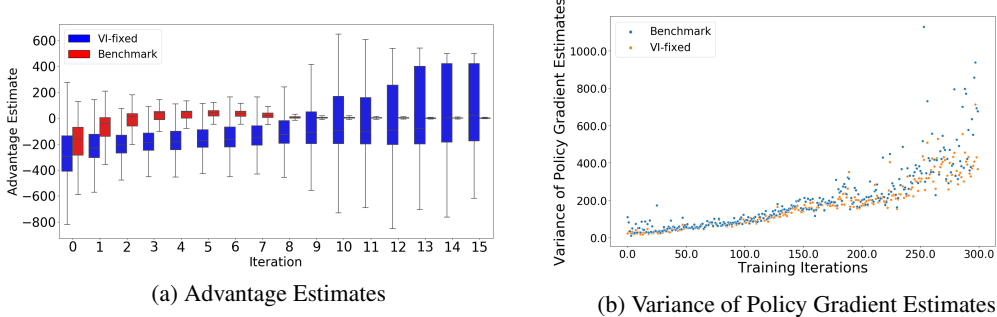 600
400
200
0
−200
−400
−600
−800
Advantage Estimate
VI-fixed
Benchmark
0 1 2 3 4 5 6 7 8 9 10 11 12 13 14 15
Iteration
(a) Advantage Estimates
Variance of Policy Gradient Estimates
1000.0
800.0
600.0
400.0
200.0
0.0
Benchmark
VI-fixed
0.0 50.0 100.0 150.0 200.0 250.0 300.0
Training Iterations
(b) Variance of Policy Gradient Estimates